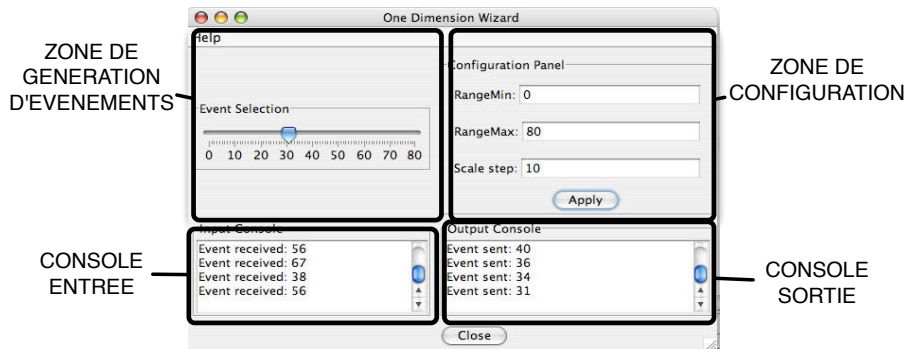 One Dimension Wizard
Help
ZONE DE
GENERATION
D'EVENEMENTS
Event Selection
0 10 20 30 40 50 60 70 80
Configuration Panel
RangeMin: 0
RangeMax: 80
Scale step: 10
Apply
ZONE DE
CONFIGURATION
CONSOLE
ENTREE
Input Console
Event received: 56
Event received: 67
Event received: 38
Event received: 56
Output Console
Event sent: 40
Event sent: 36
Event sent: 34
Event sent: 31
CONSOLE
SORTIE
Close